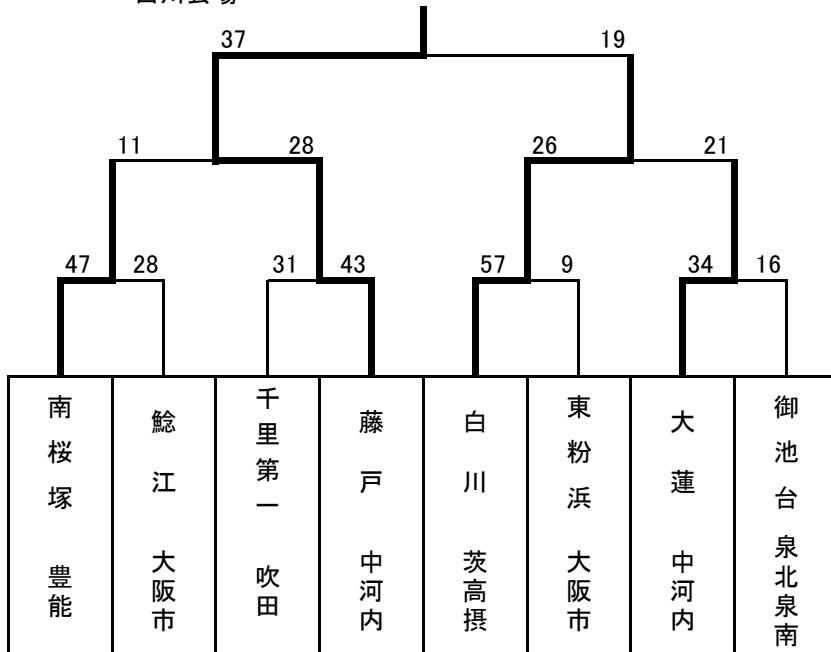 37 19
11 28 26 21
47 28 31 43 57 9 34 16
南桜塚 豊能
鯰江 大阪市
千里第一 吹田
藤戸 中河内
白川 茨高摂
東粉浜 大阪市
大蓮 中河内
御池台 泉北泉南